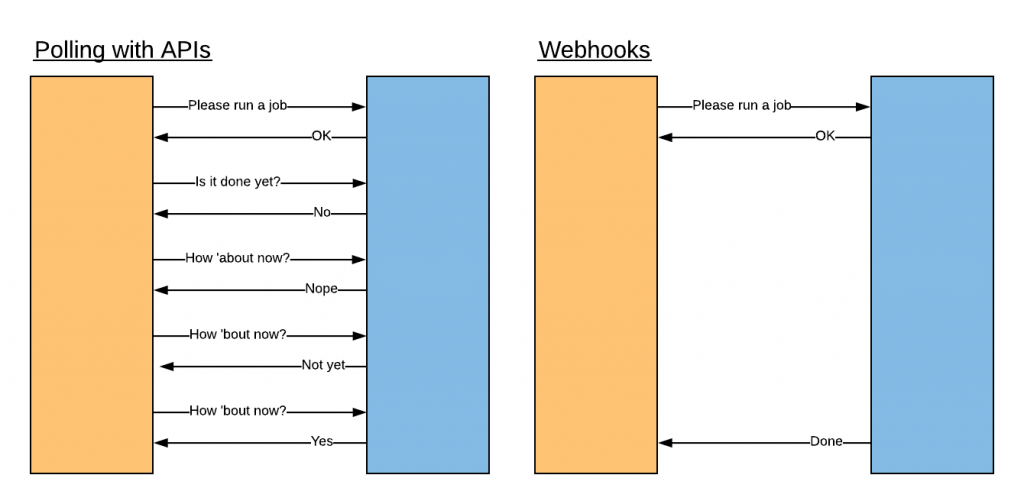 Polling with APIs
Please run a job
OK
Is it done yet?
No
How 'about now?
Nope
How 'bout now?
Not yet
How 'bout now?
Yes
Webhooks
Please run a job
OK
Done